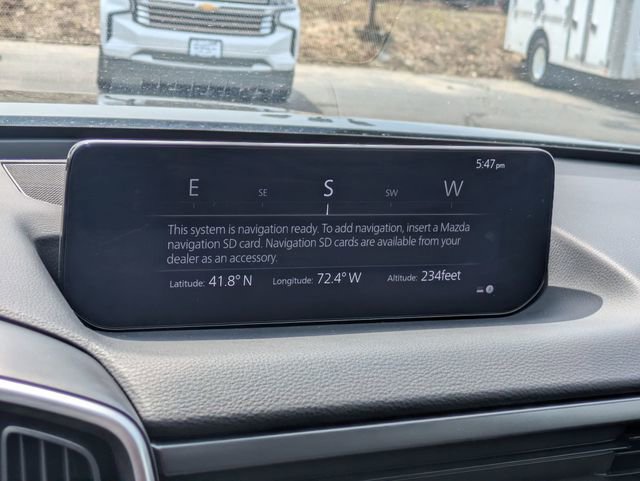 5:47 pm
E SE S SW W
This system is navigation ready. To add navigation, insert a Mazda
navigation SD card. Navigation SD cards are available from your
dealer as an accessory.
Latitude: 41.8° N Longitude: 72.4° W Altitude: 234feet